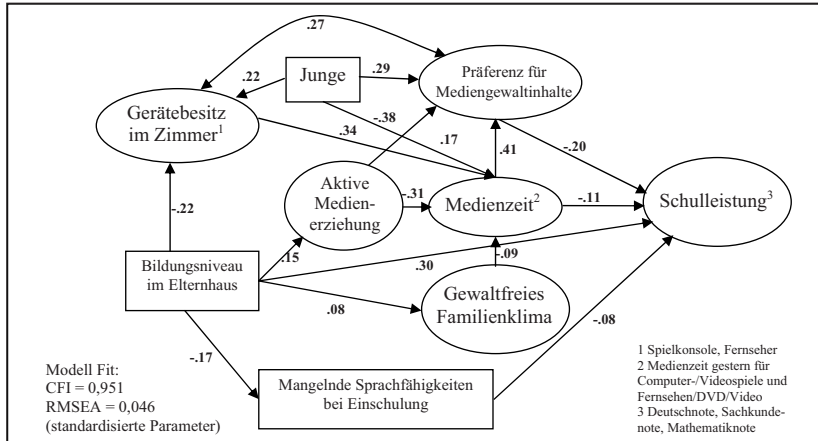 .27
Junge
.29
.22
Präferenz für
Mediengewaltinhalte
Gerätebesitz
im Zimmer1
-.38
.34
.17
.41
-.20
Aktive
Medien-
erziehung
-.31
Medienzeit2
-.11
Schulleistung3
-.22
Bildungsniveau
im Elternhaus
.15
.30
-.09
.08
Gewaltfreies
Familienklima
-.08
-.17
Mangelnde Sprachfähigkeiten
bei Einschulung
Modell Fit:
CFI = 0,951
RMSEA = 0,046
(standardisierte Parameter)
1 Spielkonsole, Fernseher
2 Medienzeit gestern für
Computer-/Videospiele und
Fernsehen/DVD/Video
3 Deutschnote, Sachkunde-
note, Mathematiknote